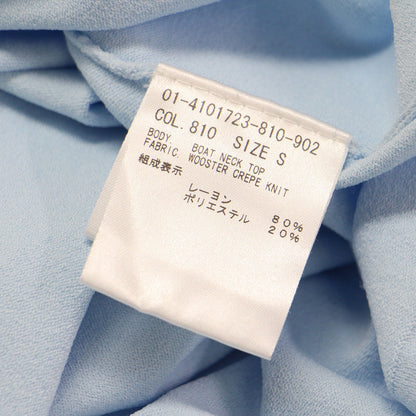 01-4101723-810-902
COL. 810 SIZE S
BODY. BOAT NECK TOP
FABRIC. WOOSTER CREPE KNIT
組成表示
レーヨン 80%
ポリエステル 20%